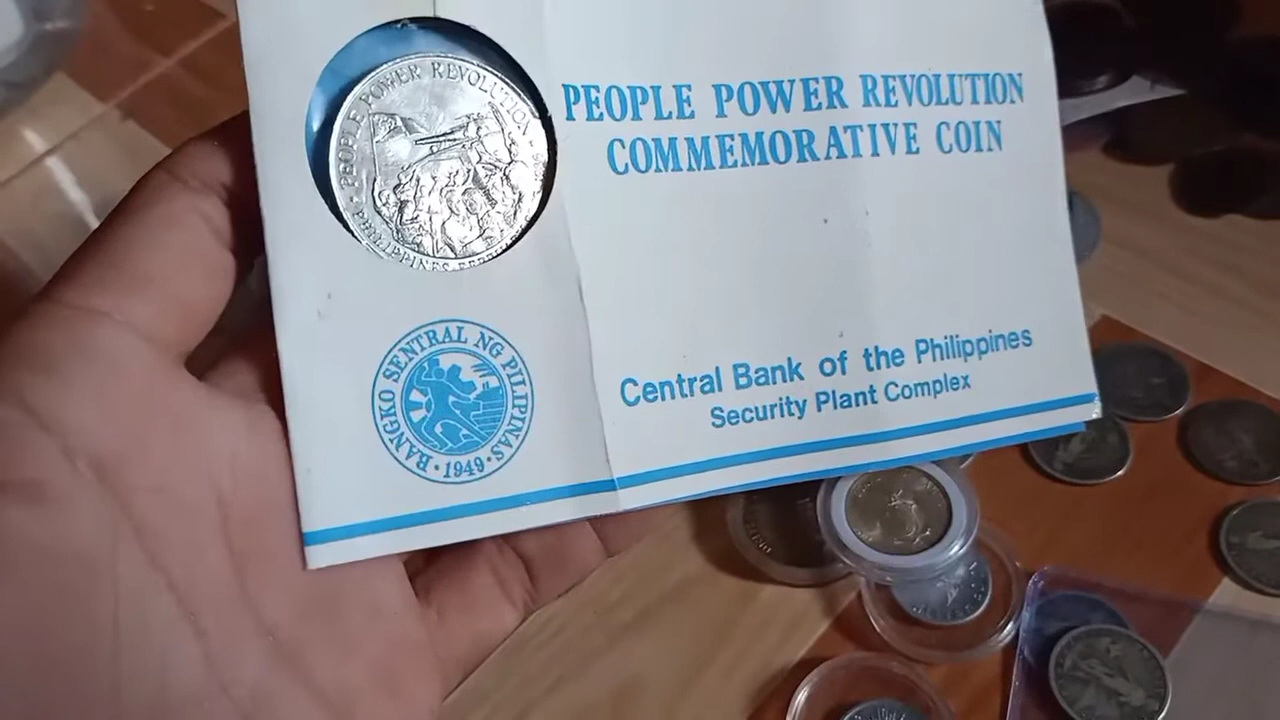 PEOPLE POWER REVOLUTION
PHILIPPINES
PEOPLE POWER REVOLUTION
COMMEMORATIVE COIN
BANGKO SENTRAL NG PILIPINAS
1949
Central Bank of the Philippines
Security Plant Complex